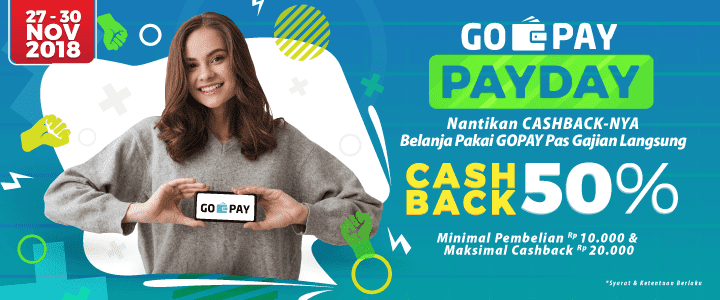 27 - 30
NOV
2018
GO PAY
PAYDAY
Nantikan CASHBACK-NYA
Belanja Pakai GOPAY Pas Gajian Langsung
CASH
BACK 50%
Minimal Pembelian Rp 10.000 &
Maksimal Cashback Rp 20.000
*Syarat & Ketentuan Berlaku
GO PAY